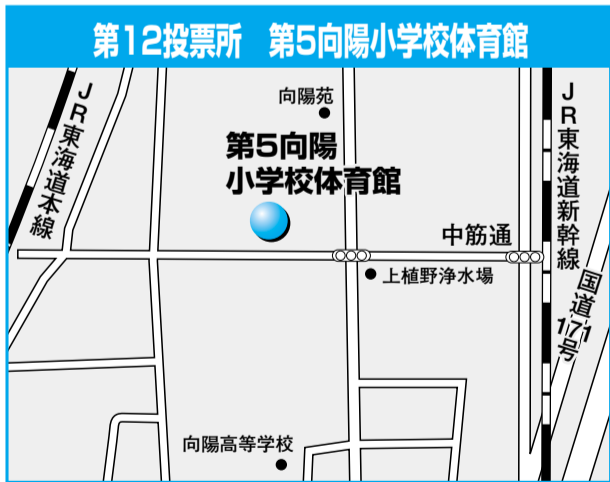 第12投票所　第5向陽小学校体育館
JR東海道本線
向陽苑
第5向陽
小学校体育館
JR東海道新幹線
中筋通
上植野浄水場
国道171号
向陽高等学校